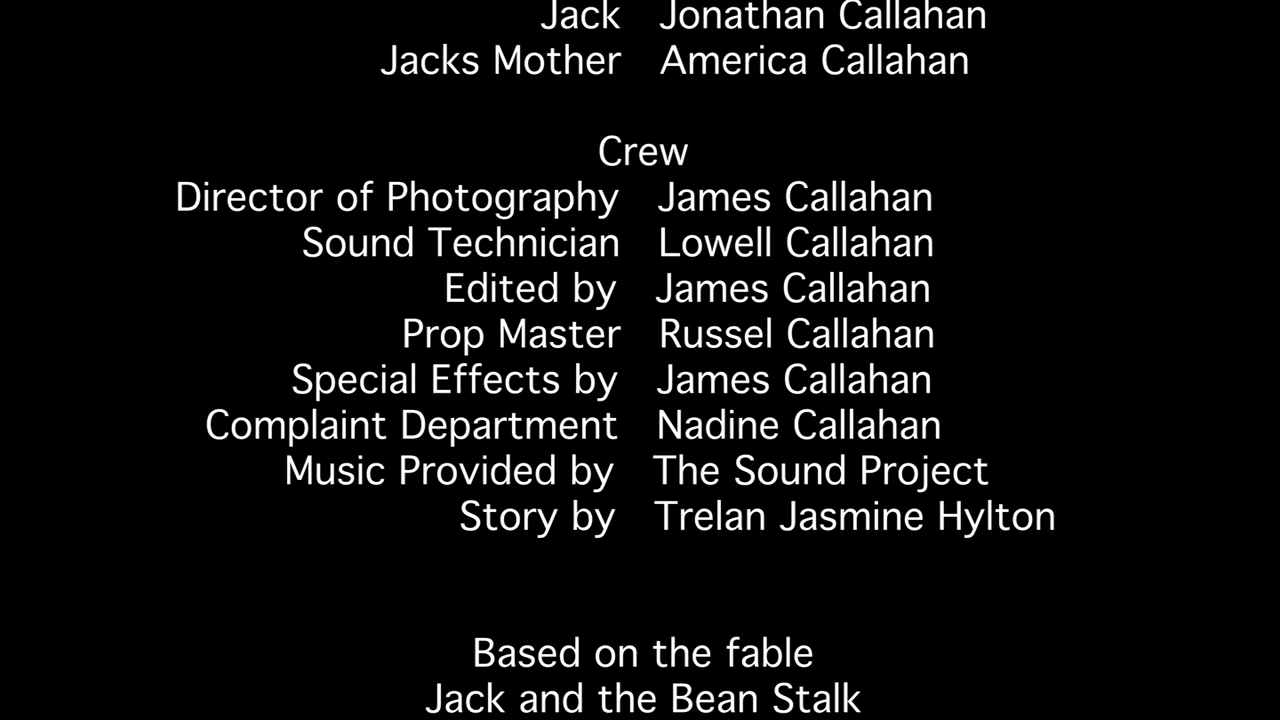 Jack Jonathan Callahan
Jacks Mother America Callahan
Crew
Director of Photography James Callahan
Sound Technician Lowell Callahan
Edited by James Callahan
Prop Master Russel Callahan
Special Effects by James Callahan
Complaint Department Nadine Callahan
Music Provided by The Sound Project
Story by Trelan Jasmine Hylton
Based on the fable
Jack and the Bean Stalk